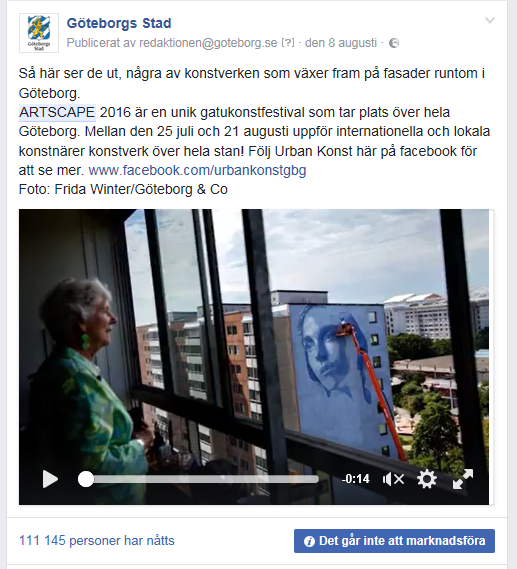 Göteborgs Stad
Göteborgs
Stad
Publicerat av redaktionen@goteborg.se [?] · den 8 augusti ·
Så här ser de ut, några av konstverken som växer fram på fasader runtom i
Göteborg.
ARTSCAPE 2016 är en unik gatukonstfestival som tar plats över hela
Göteborg. Mellan den 25 juli och 21 augusti uppför internationella och lokala
konstnärer konstverk över hela stan! Följ Urban Konst här på facebook för
att se mer. www.facebook.com/urbankonstgbg
Foto: Frida Winter/Göteborg & Co
-0:14
111 145 personer har nåtts
Det går inte att marknadsföra